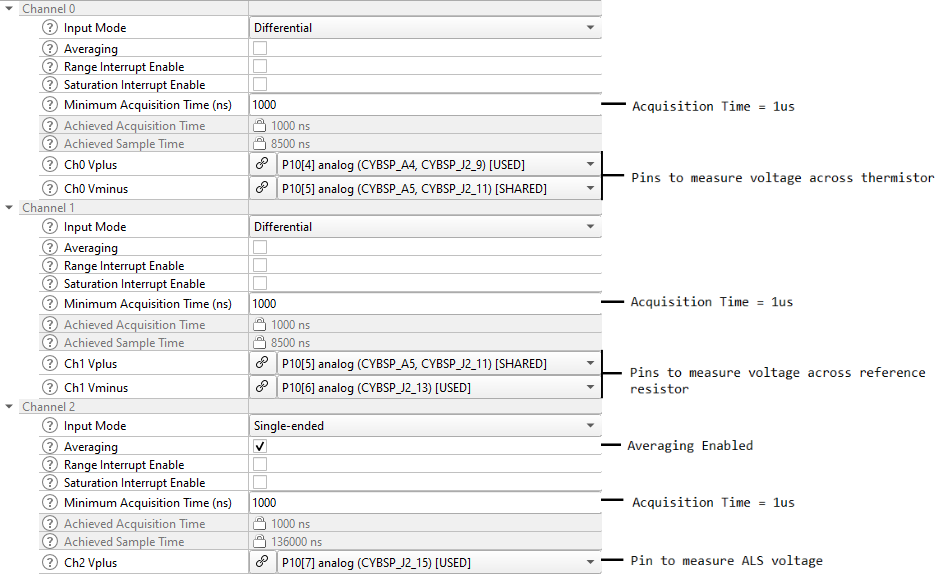 Channel 0
? Input Mode Differential
? Averaging
? Range Interrupt Enable
? Saturation Interrupt Enable
? Minimum Acquisition Time (ns) 1000 Acquisition Time = 1us
? Achieved Acquisition Time 1000 ns
? Achieved Sample Time 8500 ns
? Ch0 Vplus P10[4] analog (CYBSP_A4, CYBSP_J2_9) [USED]
Pins to measure voltage across thermistor
? Ch0 Vminus P10[5] analog (CYBSP_A5, CYBSP_J2_11) [SHARED]
Channel 1
? Input Mode Differential
? Averaging
? Range Interrupt Enable
? Saturation Interrupt Enable
? Minimum Acquisition Time (ns) 1000 Acquisition Time = 1us
? Achieved Acquisition Time 1000 ns
? Achieved Sample Time 8500 ns
? Ch1 Vplus P10[5] analog (CYBSP_A5, CYBSP_J2_11) [SHARED]
Pins to measure voltage across reference
resistor
? Ch1 Vminus P10[6] analog (CYBSP_J2_13) [USED]
Channel 2
? Input Mode Single-ended
? Averaging Averaging Enabled
? Range Interrupt Enable
? Saturation Interrupt Enable
? Minimum Acquisition Time (ns) 1000 Acquisition Time = 1us
? Achieved Acquisition Time 1000 ns
? Achieved Sample Time 136000 ns
? Ch2 Vplus P10[7] analog (CYBSP_J2_15) [USED] Pin to measure ALS voltage